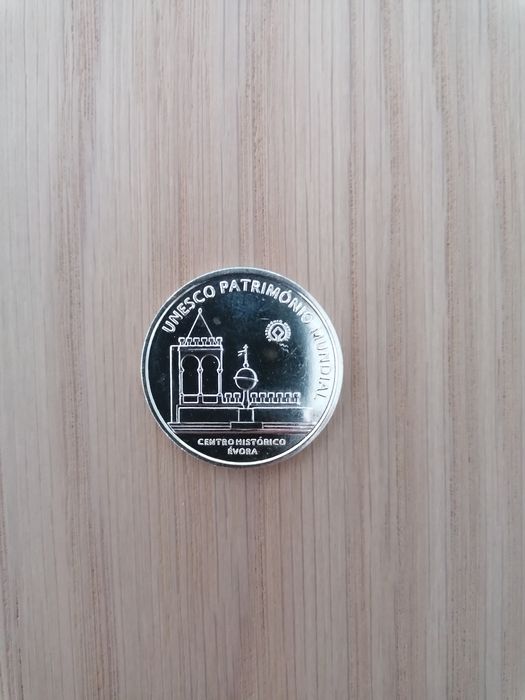 UNESCO PATRIMÓNIO MUNDIAL
CENTRO HISTÓRICO
ÉVORA